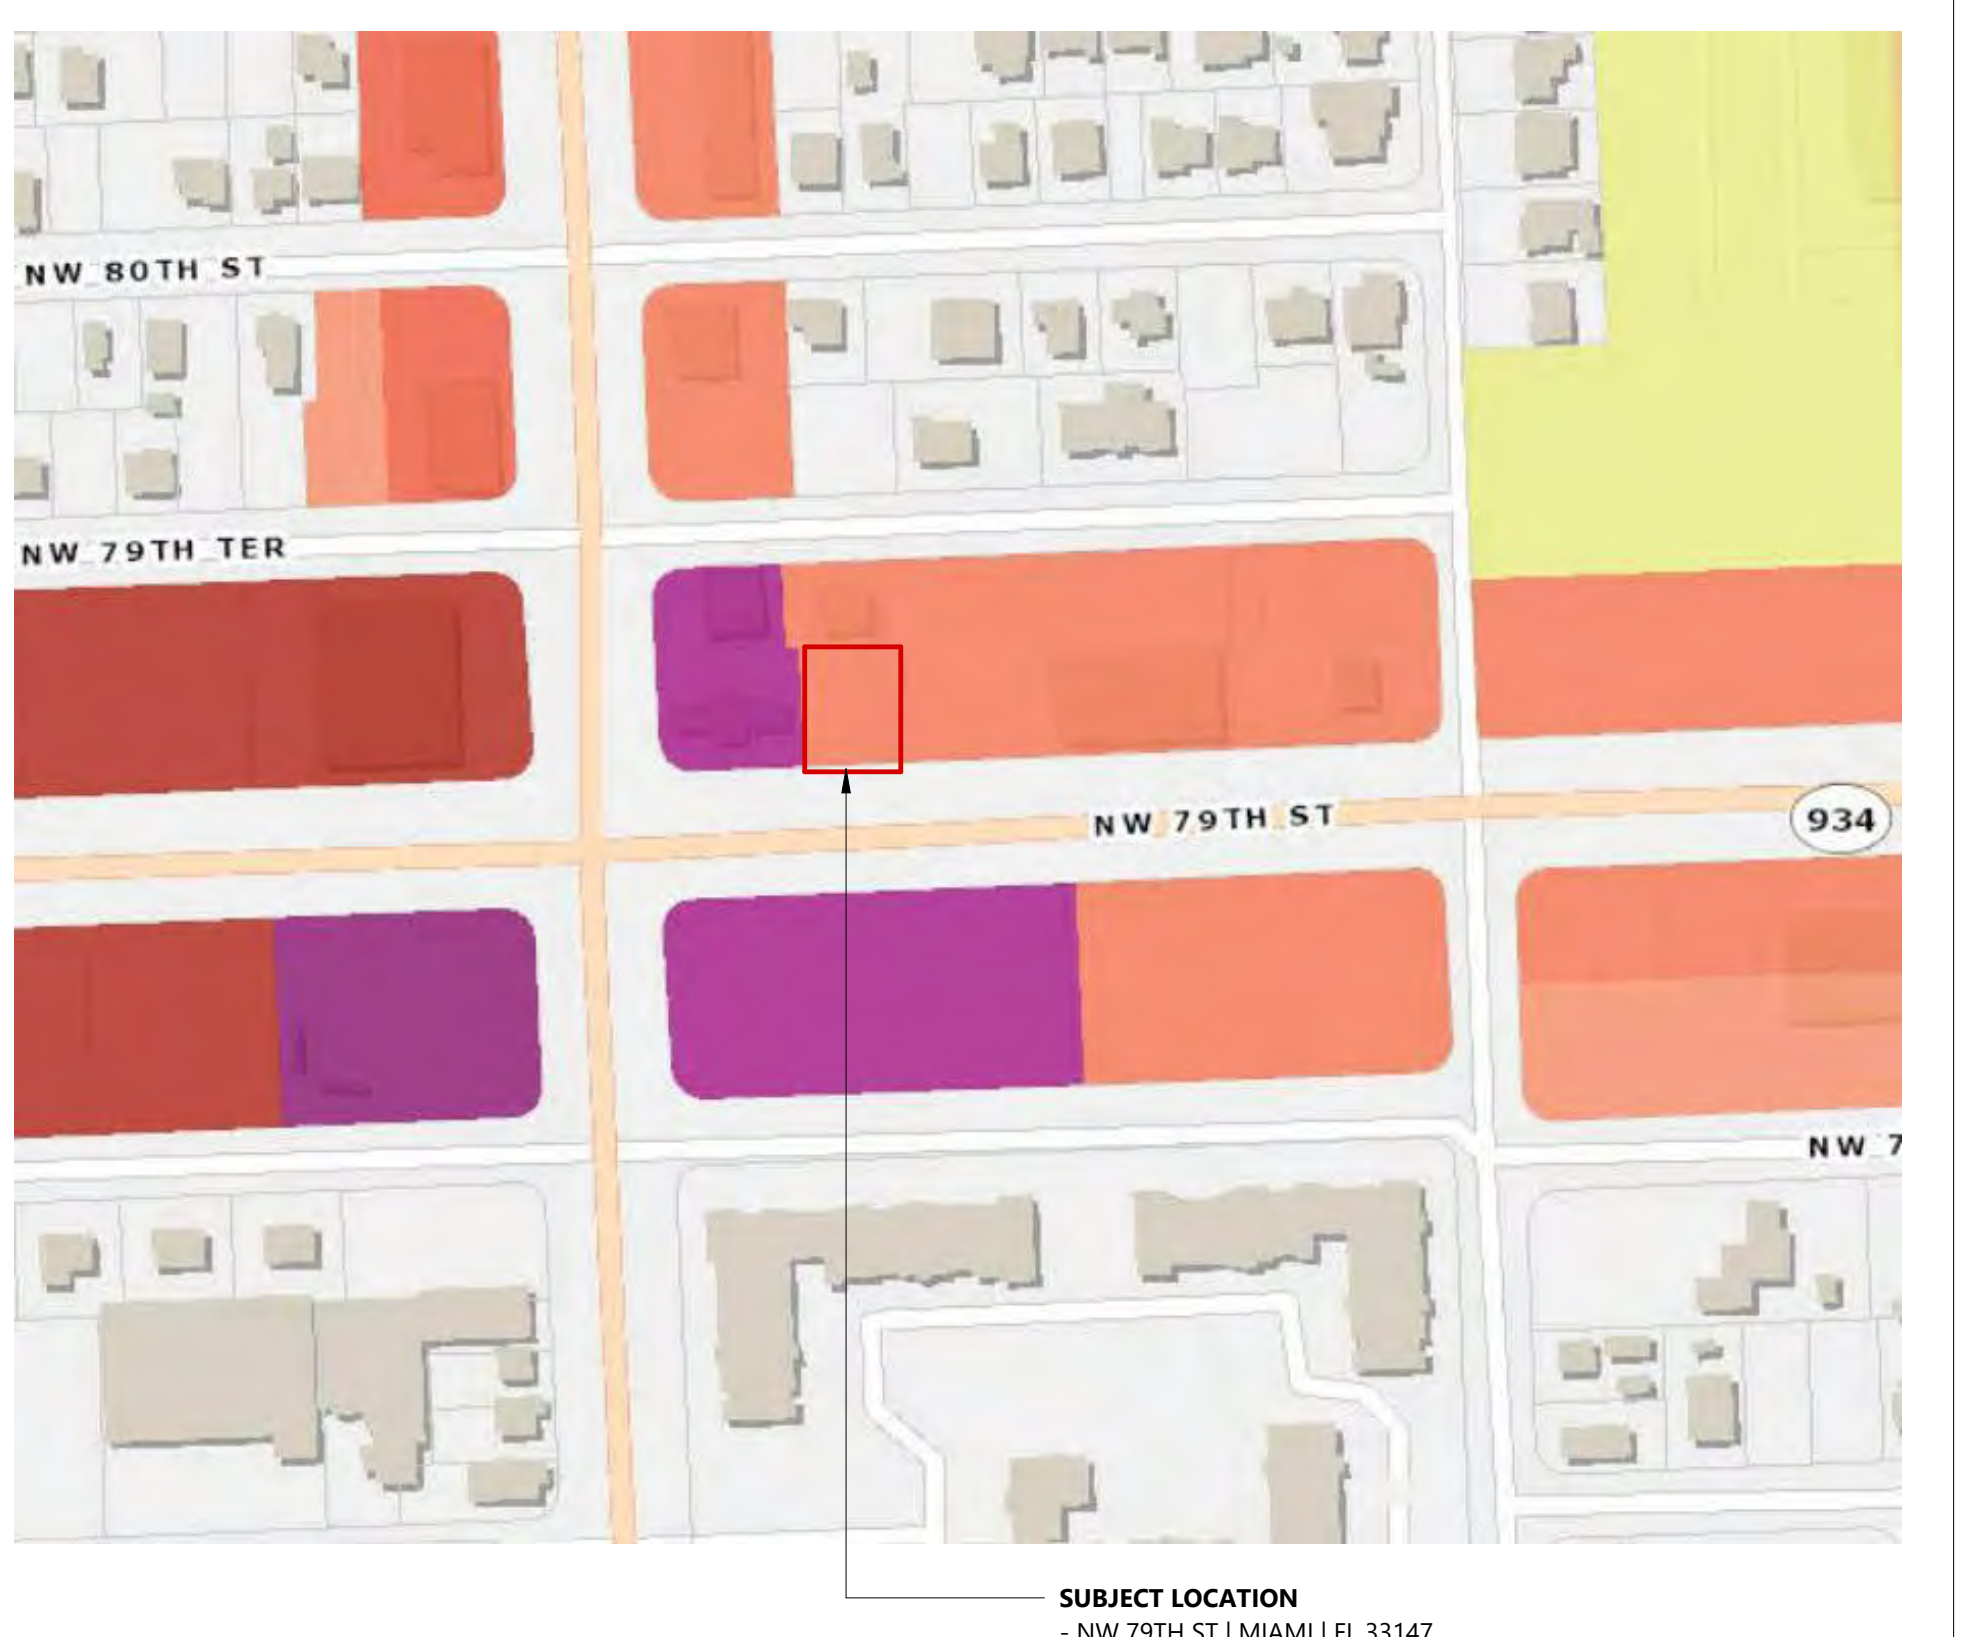 NW 80TH ST
NW 79TH TER
NW 79TH ST
934
NW 7
SUBJECT LOCATION
- NW 79TH ST | MIAMI | FL 33147